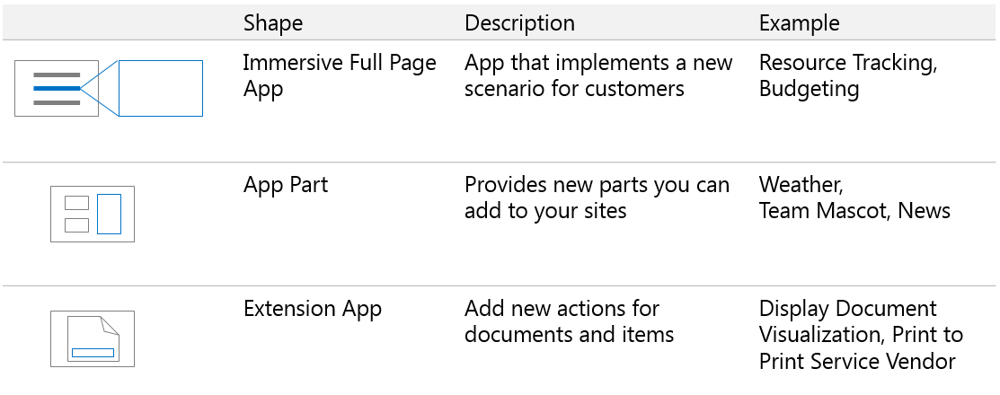 Shape Description Example
Immersive Full Page App that implements a new Resource Tracking,
App scenario for customers Budgeting
App Part Provides new parts you can Weather,
add to your sites Team Mascot, News
Extension App Add new actions for Display Document
documents and items Visualization, Print to
Print Service Vendor